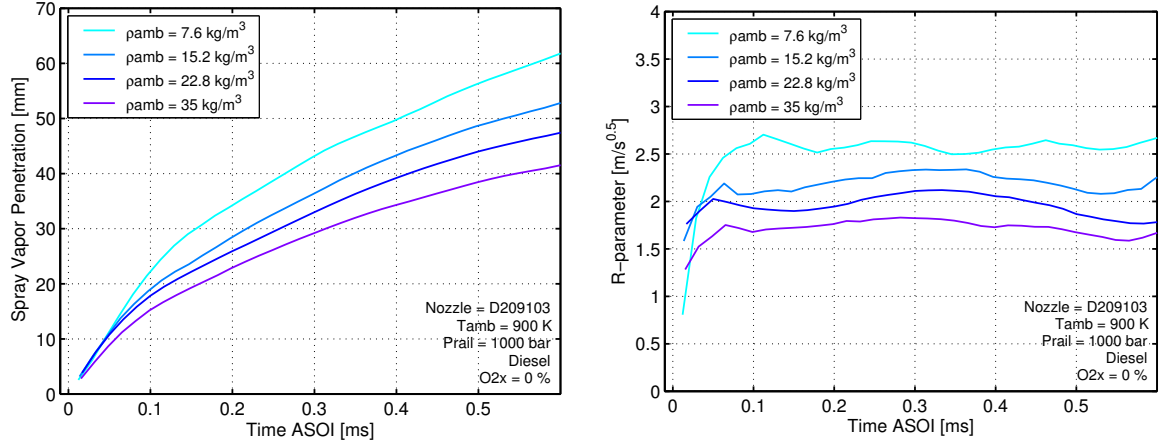 ρamb = 7.6 kg/m³
ρamb = 15.2 kg/m³
ρamb = 22.8 kg/m³
ρamb = 35 kg/m³
70
60
50
40
30
20
10
0
Spray Vapor Penetration [mm]
Nozzle = D209103
Tamb = 900 K
Prail = 1000 bar
Diesel
O2x = 0 %
0 0.1 0.2 0.3 0.4 0.5
Time ASOI [ms]
ρamb = 7.6 kg/m³
ρamb = 15.2 kg/m³
ρamb = 22.8 kg/m³
ρamb = 35 kg/m³
4
3.5
3
2.5
2
1.5
1
0.5
0
R−parameter [m/s⁰·⁵]
Nozzle = D209103
Tamb = 900 K
Prail = 1000 bar
Diesel
O2x = 0 %
0 0.1 0.2 0.3 0.4 0.5
Time ASOI [ms]